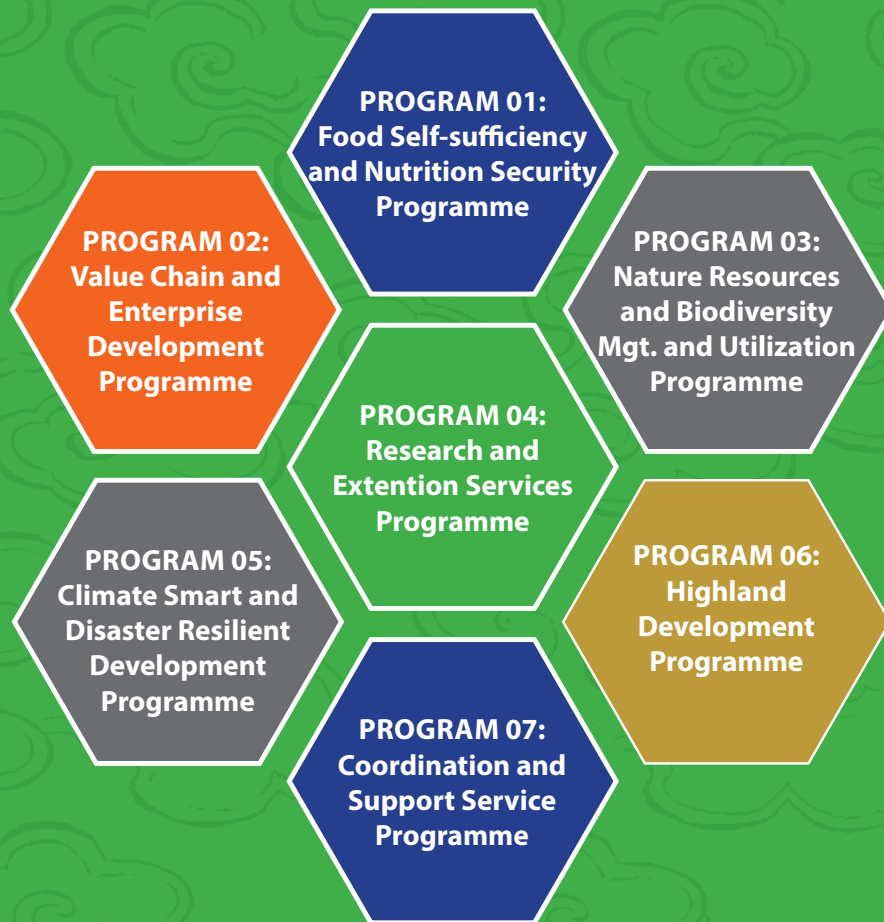 PROGRAM 01:
Food Self-sufficiency
and Nutrition Security
Programme
PROGRAM 02:
Value Chain and
Enterprise
Development
Programme
PROGRAM 03:
Nature Resources
and Biodiversity
Mgt. and Utilization
Programme
PROGRAM 04:
Research and
Extention Services
Programme
PROGRAM 05:
Climate Smart and
Disaster Resilient
Development
Programme
PROGRAM 06:
Highland
Development
Programme
PROGRAM 07:
Coordination and
Support Service
Programme